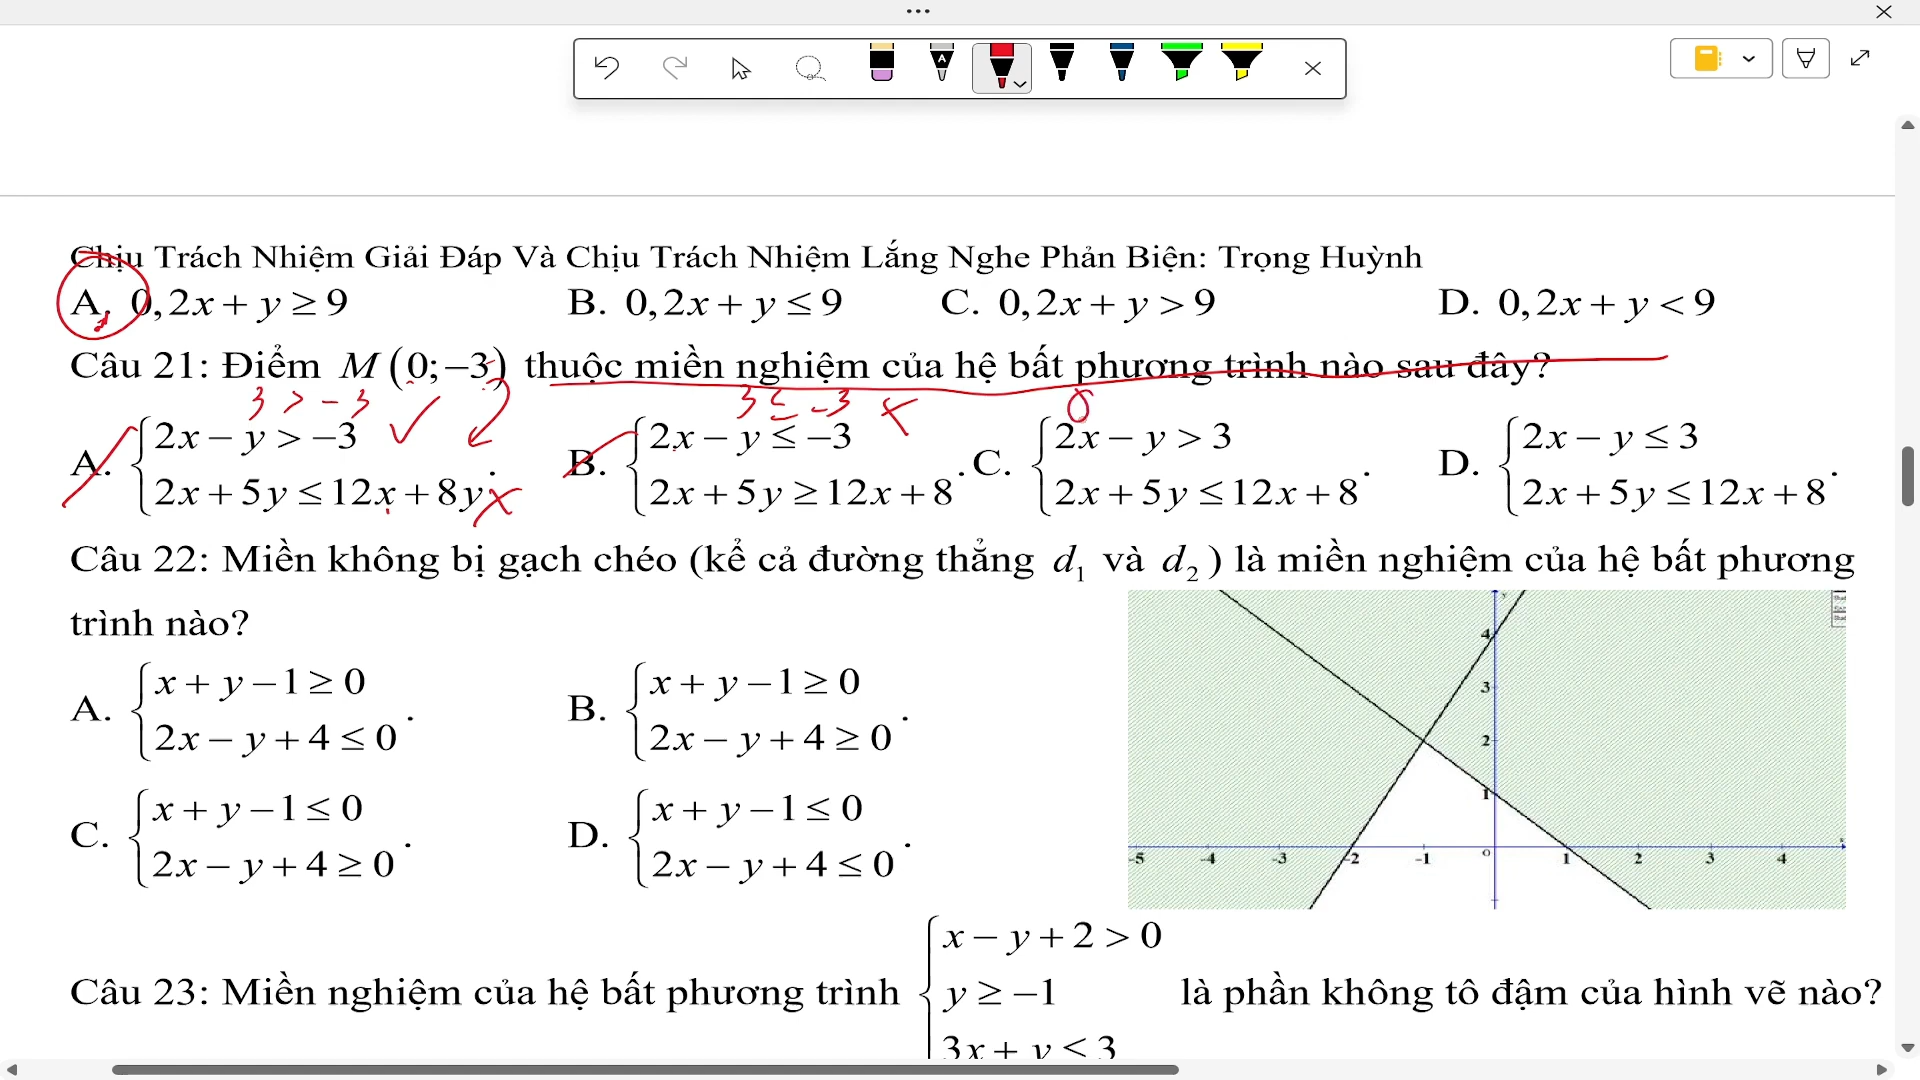 Chịu Trách Nhiệm Giải Đáp Và Chịu Trách Nhiệm Lắng Nghe Phản Biện: Trọng Huỳnh
A. 0,2x + y ≥ 9 B. 0,2x + y ≤ 9 C. 0,2x + y > 9 D. 0,2x + y < 9
Câu 21: Điểm M(0;−3) thuộc miền nghiệm của hệ bất phương trình nào sau đây?
3 > −3 3 ≤ −3 0
A. { 2x − y > −3 B. { 2x − y ≤ −3 C. { 2x − y > 3 D. { 2x − y ≤ 3
2x + 5y ≤ 12x + 8y. 2x + 5y ≥ 12x + 8. 2x + 5y ≤ 12x + 8. 2x + 5y ≤ 12x + 8.
Câu 22: Miền không bị gạch chéo (kể cả đường thẳng d₁ và d₂) là miền nghiệm của hệ bất phương
trình nào?
A. { x + y − 1 ≥ 0 B. { x + y − 1 ≥ 0
2x − y + 4 ≤ 0. 2x − y + 4 ≥ 0.
C. { x + y − 1 ≤ 0 D. { x + y − 1 ≤ 0
2x − y + 4 ≥ 0. 2x − y + 4 ≤ 0.
y
4
3
2
1
-5 -4 -3 -2 -1 O 1 2 3 4
x − y + 2 > 0
Câu 23: Miền nghiệm của hệ bất phương trình { y ≥ −1 là phần không tô đậm của hình vẽ nào?
3x + y < 3